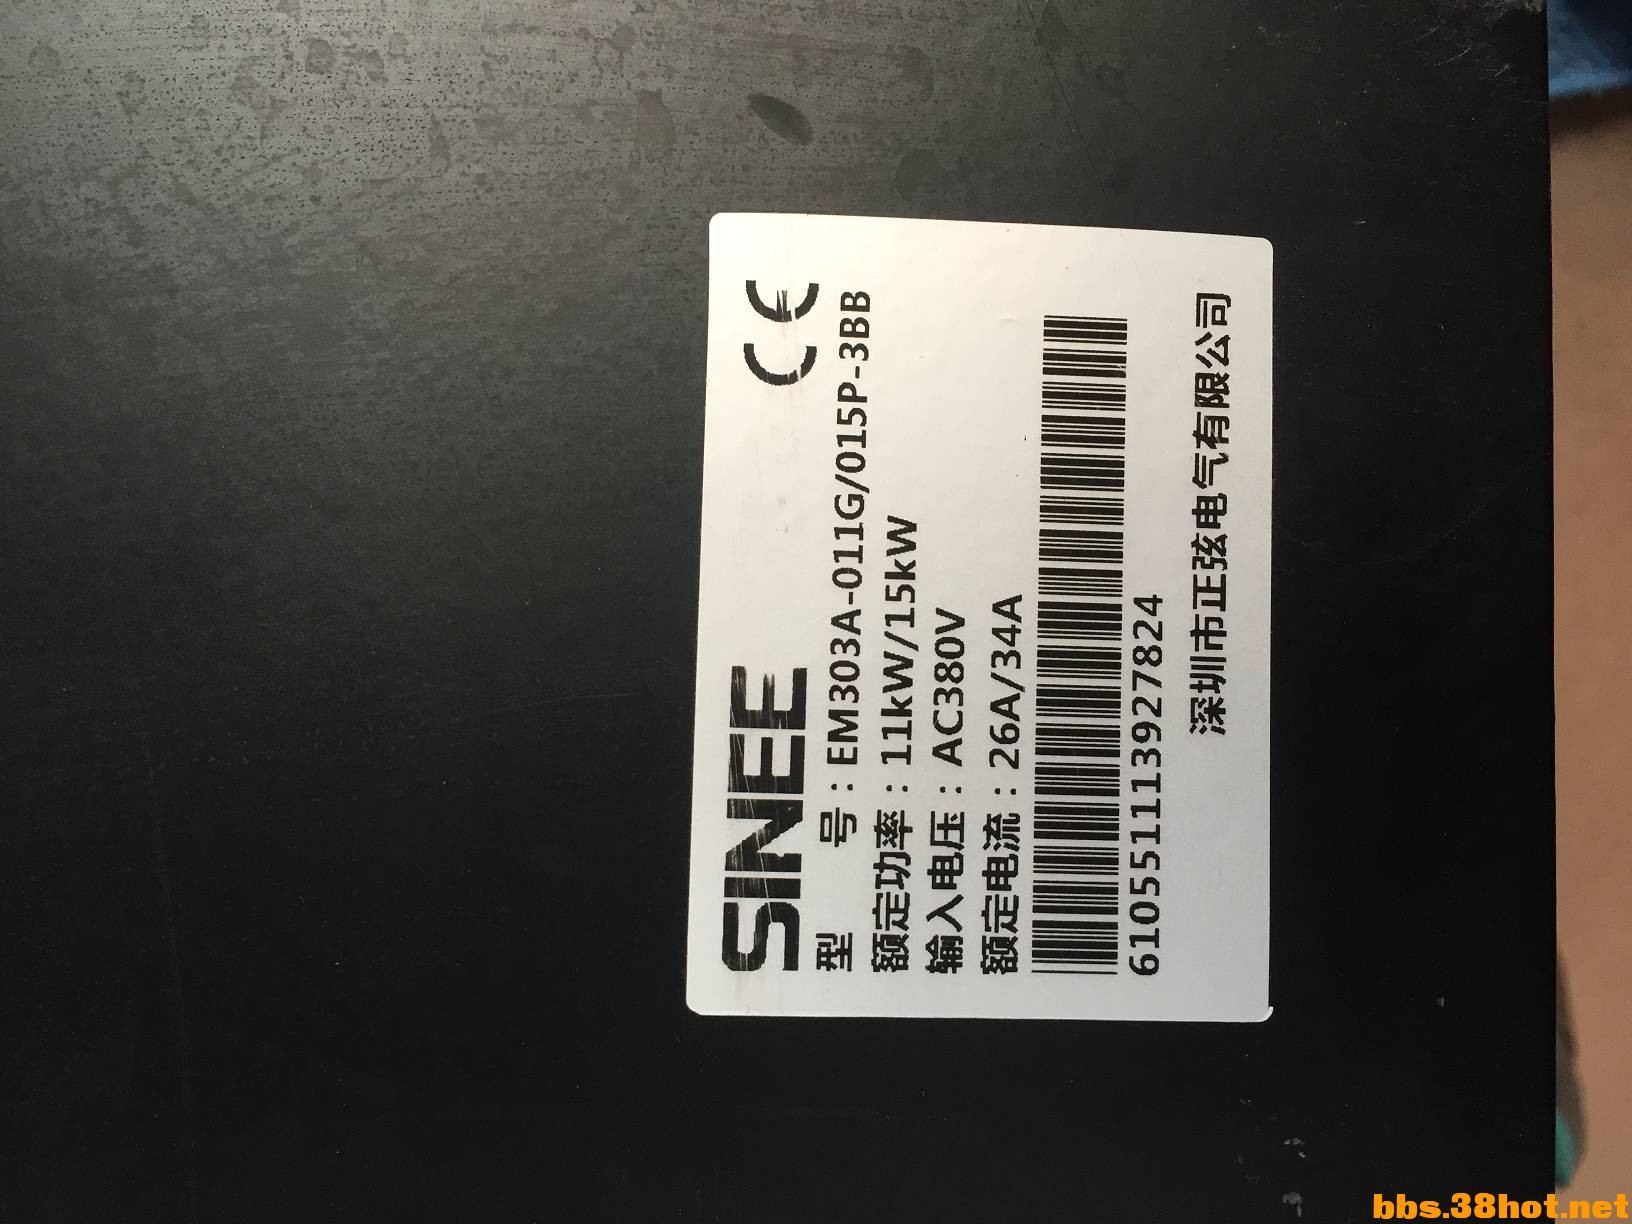 SINEE CE
型 号：EM303A-011G/015P-3BB
额定功率：11kW/15kW
输入电压：AC380V
额定电流：26A/34A
610551113927824
深圳市正弦电气有限公司
bbs.38hot.net